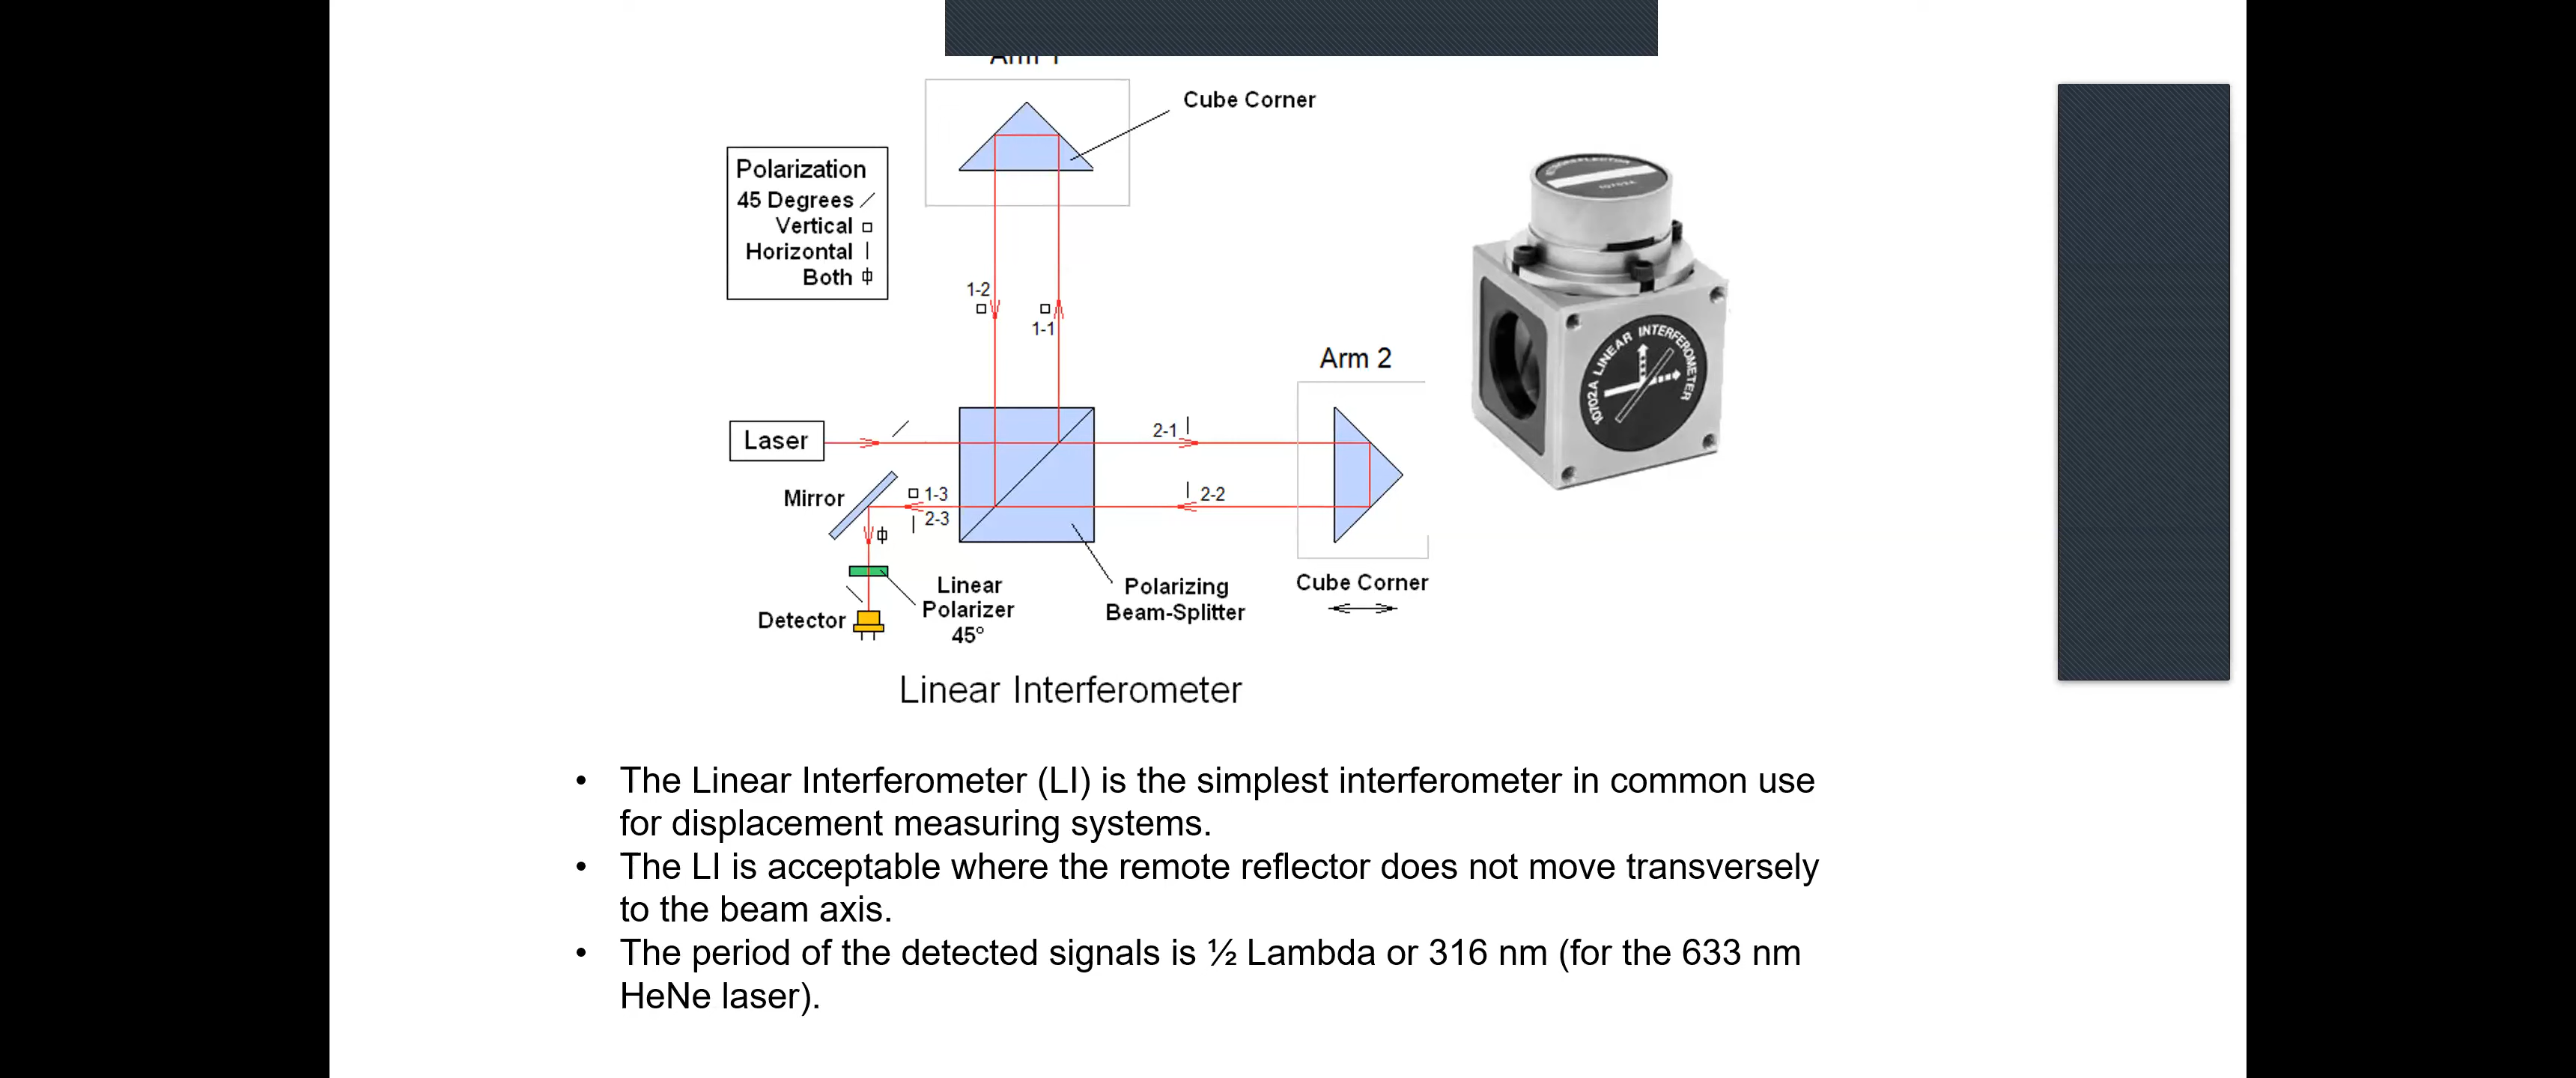 Arm 1
Cube Corner
Polarization
45 Degrees
Vertical
Horizontal
Both
1-2
1-1
Arm 2
Laser
2-1
Mirror
1-3
2-3
2-2
Linear
Polarizer
45°
Polarizing
Beam-Splitter
Cube Corner
Detector
10702A LINEAR INTERFEROMETER
Linear Interferometer
• The Linear Interferometer (LI) is the simplest interferometer in common use
for displacement measuring systems.
• The LI is acceptable where the remote reflector does not move transversely
to the beam axis.
• The period of the detected signals is ½ Lambda or 316 nm (for the 633 nm
HeNe laser).